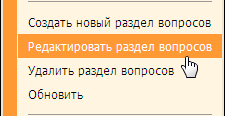 Создать новый раздел вопросов
Редактировать раздел вопросов
Удалить раздел вопросов
Обновить